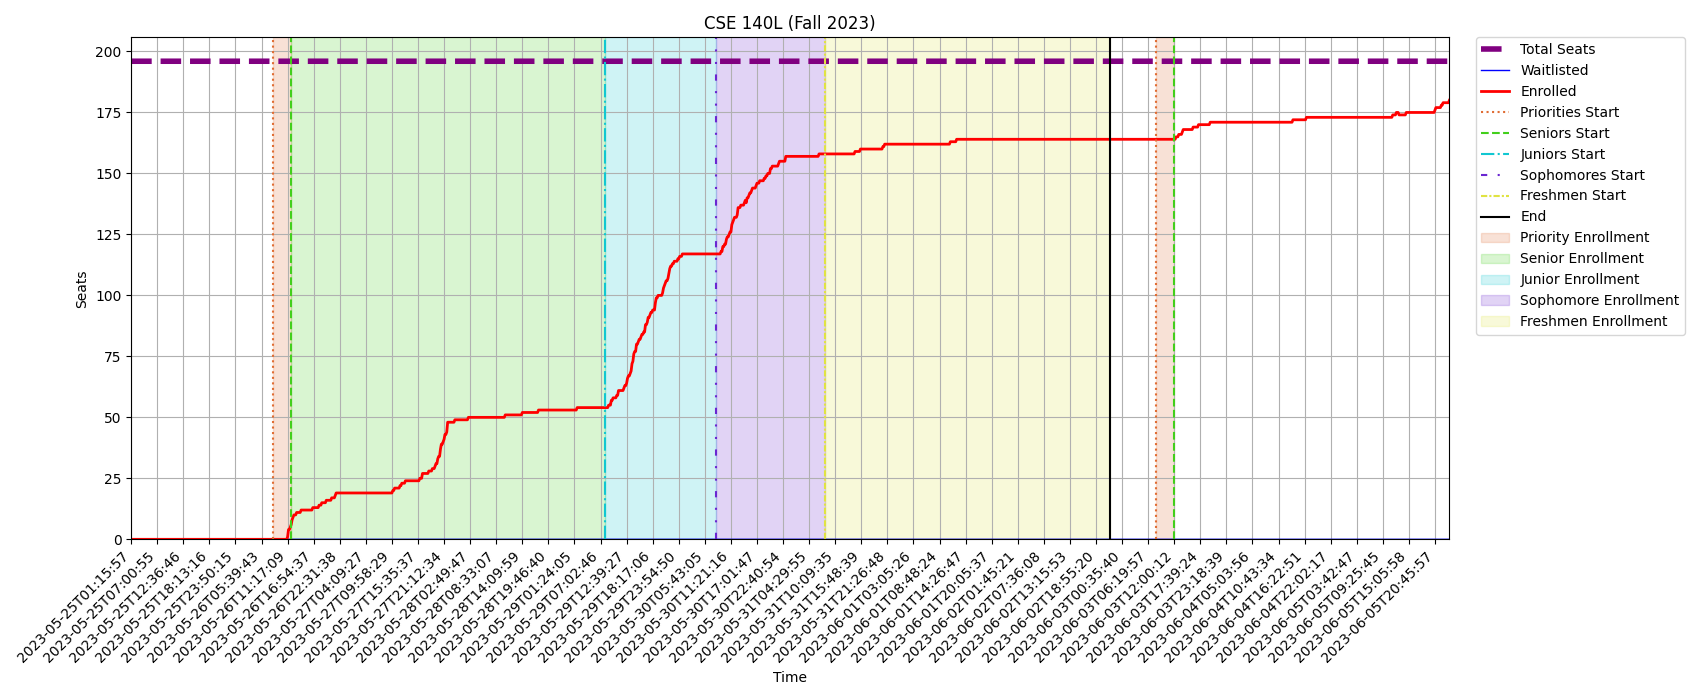 CSE 140L (Fall 2023)
Seats
200
175
150
125
100
75
50
25
0
2023-05-25T01:15:57
2023-05-25T07:00:55
2023-05-25T12:36:46
2023-05-25T18:13:16
2023-05-25T23:50:15
2023-05-26T05:39:43
2023-05-26T11:17:09
2023-05-26T16:54:37
2023-05-26T22:31:38
2023-05-27T04:09:27
2023-05-27T09:58:29
2023-05-27T15:35:37
2023-05-27T21:12:34
2023-05-28T02:49:47
2023-05-28T08:33:07
2023-05-28T14:09:59
2023-05-28T19:46:40
2023-05-29T01:24:05
2023-05-29T07:02:46
2023-05-29T12:39:27
2023-05-29T18:17:06
2023-05-29T23:54:50
2023-05-30T05:43:05
2023-05-30T11:21:16
2023-05-30T17:01:47
2023-05-30T22:40:54
2023-05-31T04:29:55
2023-05-31T10:09:35
2023-05-31T15:48:39
2023-05-31T21:26:48
2023-06-01T03:05:26
2023-06-01T08:48:24
2023-06-01T14:26:47
2023-06-01T20:05:37
2023-06-02T01:45:21
2023-06-02T07:36:08
2023-06-02T13:15:53
2023-06-02T18:55:20
2023-06-03T00:35:40
2023-06-03T06:19:57
2023-06-03T12:00:12
2023-06-03T17:39:24
2023-06-03T23:18:39
2023-06-04T05:03:56
2023-06-04T10:43:34
2023-06-04T16:22:51
2023-06-04T22:02:17
2023-06-05T03:42:47
2023-06-05T09:25:45
2023-06-05T15:05:58
2023-06-05T20:45:57
Time
Total Seats
Waitlisted
Enrolled
Priorities Start
Seniors Start
Juniors Start
Sophomores Start
Freshmen Start
End
Priority Enrollment
Senior Enrollment
Junior Enrollment
Sophomore Enrollment
Freshmen Enrollment